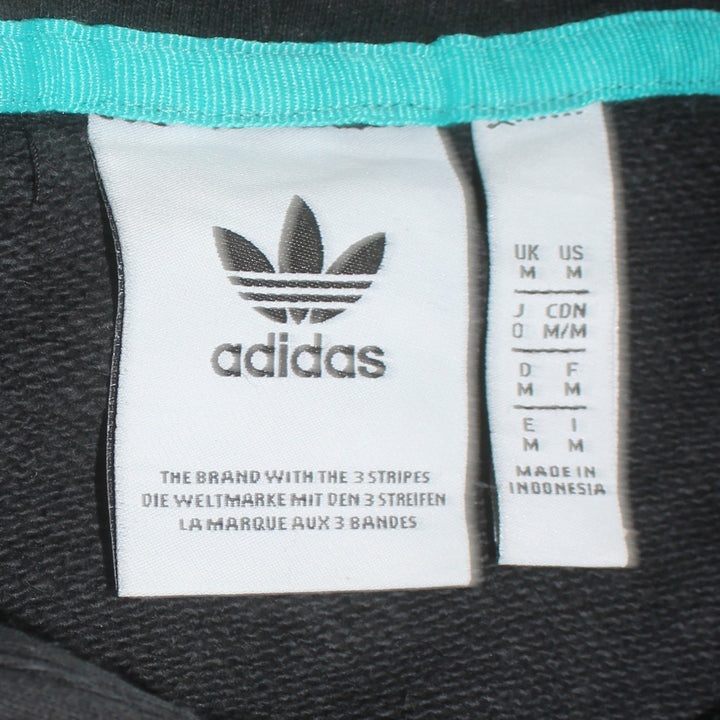 adidas
THE BRAND WITH THE 3 STRIPES
DIE WELTMARKE MIT DEN 3 STREIFEN
LA MARQUE AUX 3 BANDES
UK US
M M
J CDN
O M/M
D F
M M
E I
M M
MADE IN
INDONESIA